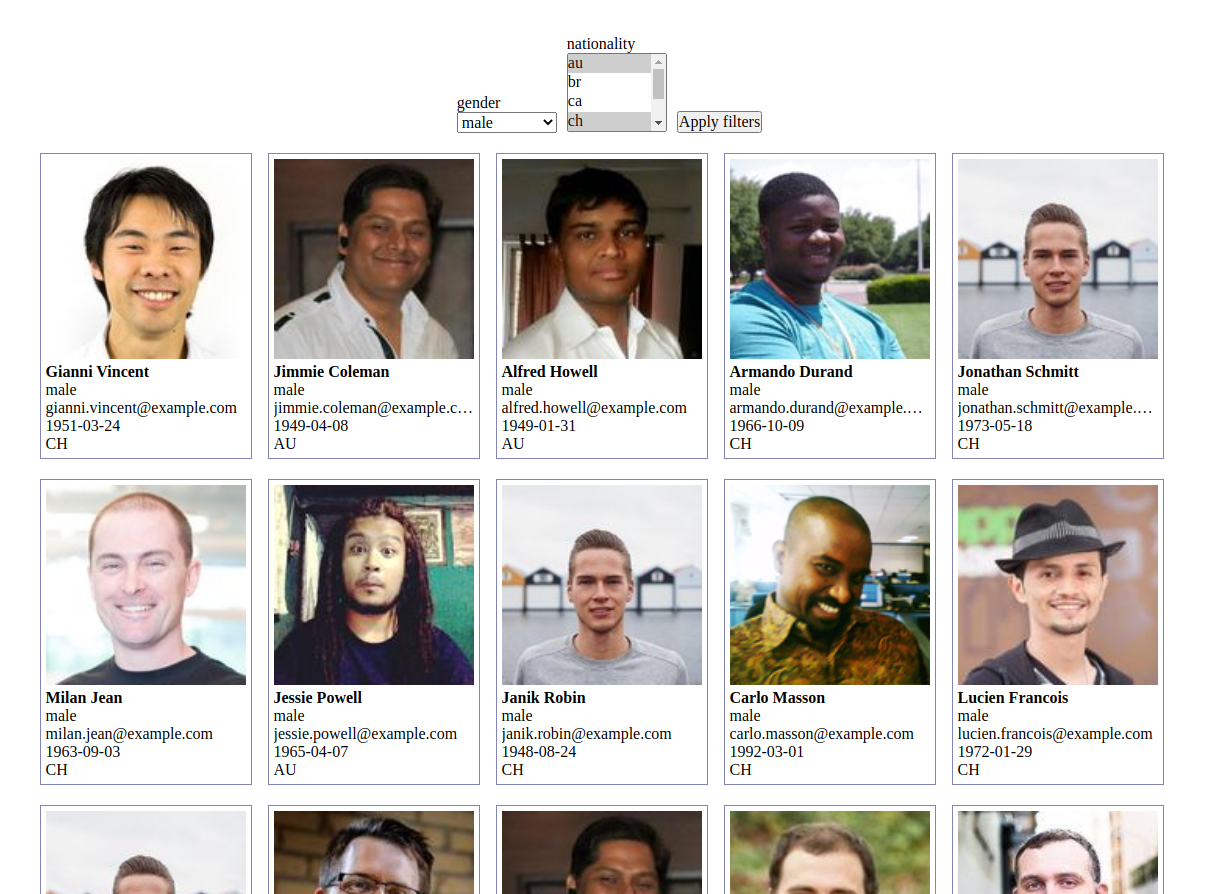 nationality
au
br
ca
ch
gender
male
Apply filters
Gianni Vincent
male
gianni.vincent@example.com
1951-03-24
CH
Jimmie Coleman
male
jimmie.coleman@example.c…
1949-04-08
AU
Alfred Howell
male
alfred.howell@example.com
1949-01-31
AU
Armando Durand
male
armando.durand@example.…
1966-10-09
CH
Jonathan Schmitt
male
jonathan.schmitt@example.…
1973-05-18
CH
Milan Jean
male
milan.jean@example.com
1963-09-03
CH
Jessie Powell
male
jessie.powell@example.com
1965-04-07
AU
Janik Robin
male
janik.robin@example.com
1948-08-24
CH
Carlo Masson
male
carlo.masson@example.com
1992-03-01
CH
Lucien Francois
male
lucien.francois@example.com
1972-01-29
CH